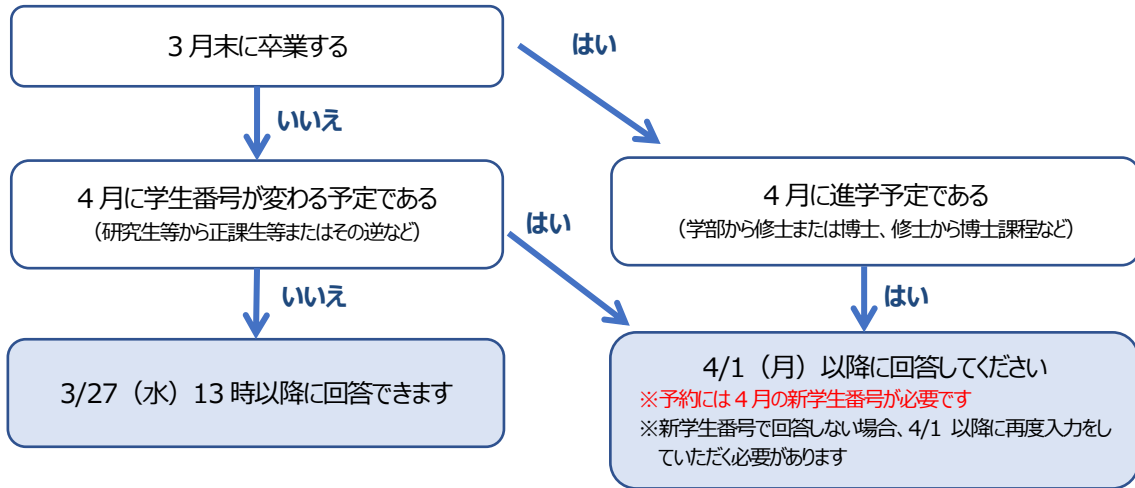 3月末に卒業する
はい
いいえ
4月に学生番号が変わる予定である
（研究生等から正課生等またはその逆など）
はい
4月に進学予定である
（学部から修士または博士、修士から博士課程など）
いいえ
はい
3/27（水）13時以降に回答できます
4/1（月）以降に回答してください
※予約には4月の新学生番号が必要です
※新学生番号で回答しない場合、4/1 以降に再度入力をし
ていただく必要があります